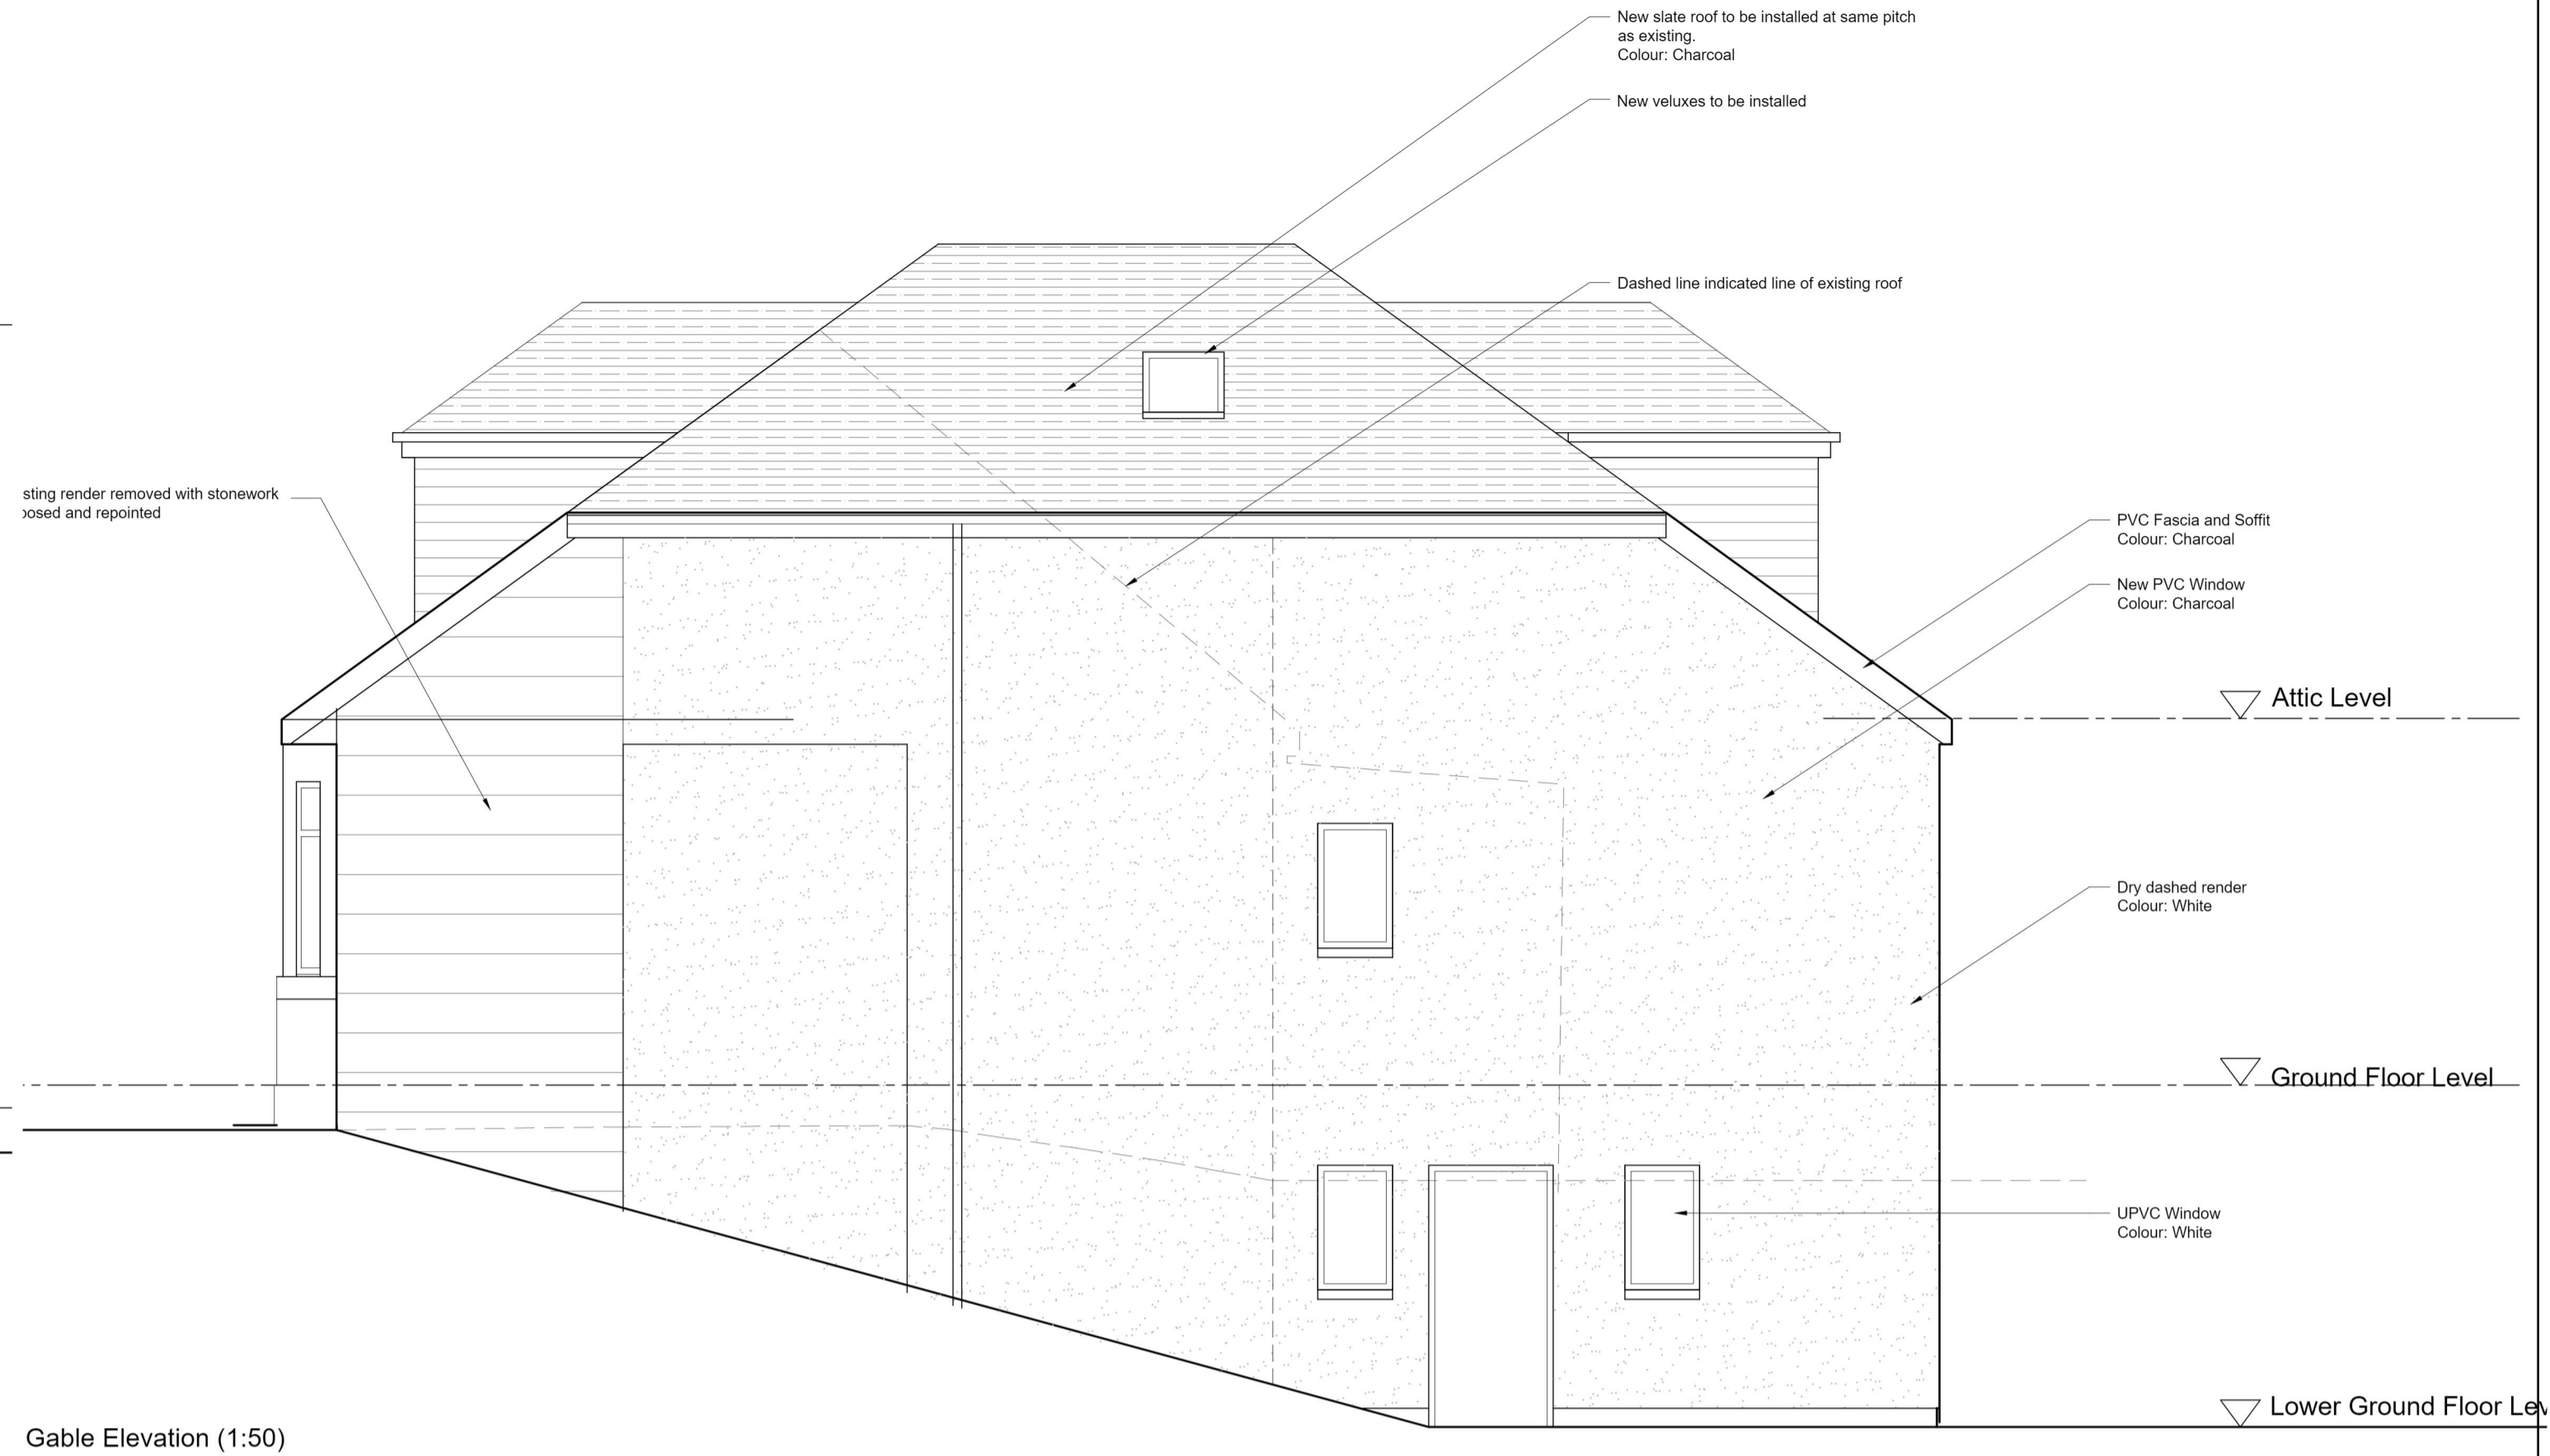 New slate roof to be installed at same pitch
as existing.
Colour: Charcoal
New veluxes to be installed
Dashed line indicated line of existing roof
sting render removed with stonework
posed and repointed
PVC Fascia and Soffit
Colour: Charcoal
New PVC Window
Colour: Charcoal
Attic Level
Dry dashed render
Colour: White
Ground Floor Level
UPVC Window
Colour: White
Lower Ground Floor Lev
Gable Elevation (1:50)